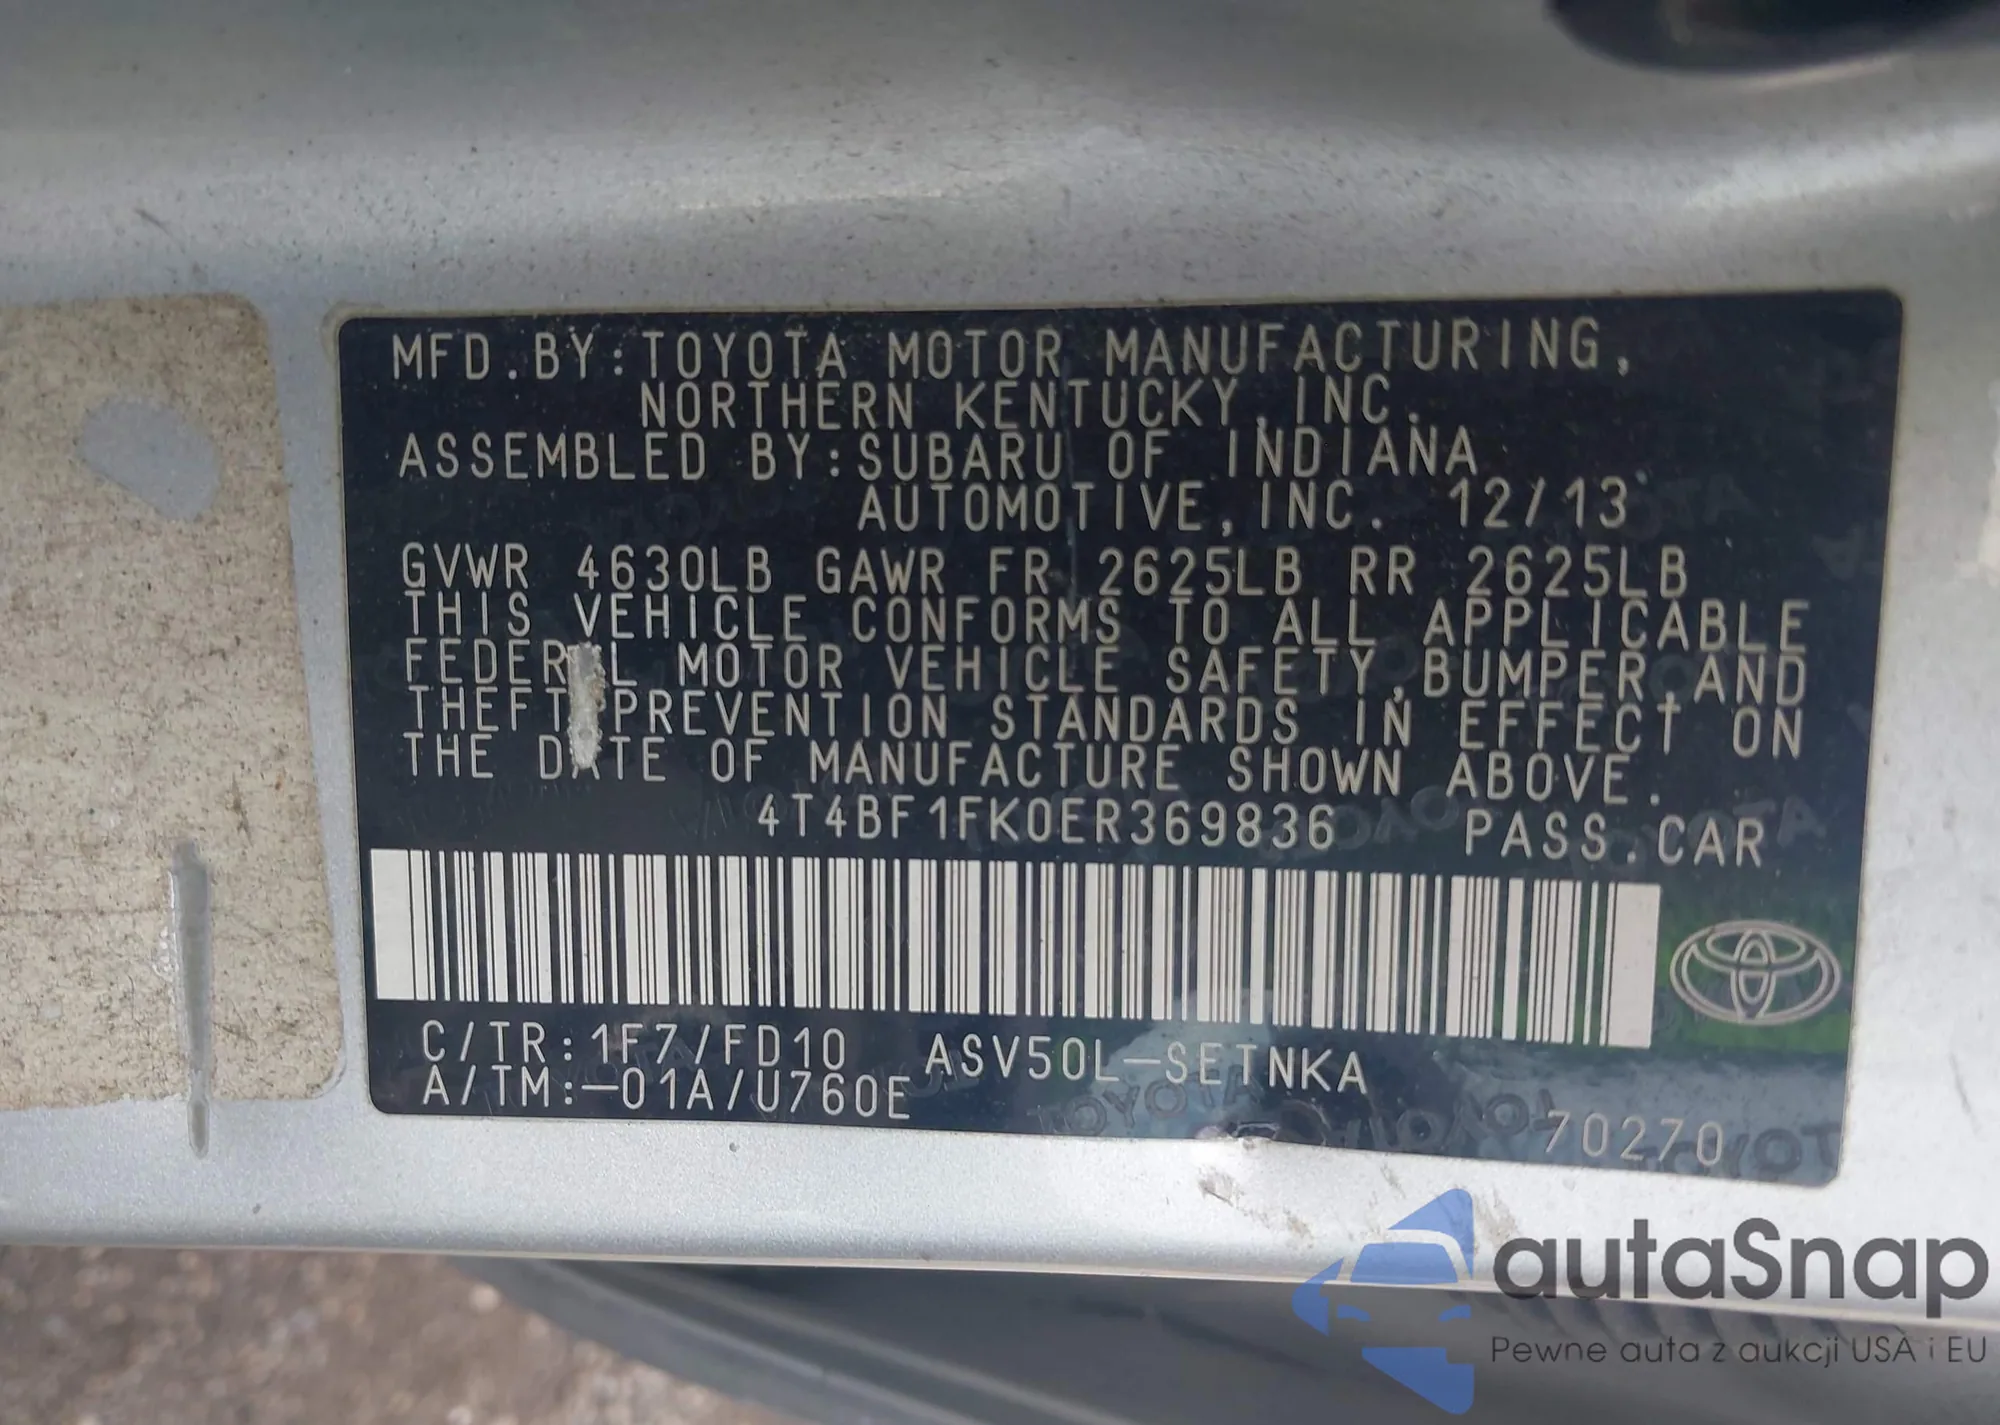 MFD.BY:TOYOTA MOTOR MANUFACTURING,
NORTHERN KENTUCKY,INC.
ASSEMBLED BY:SUBARU OF INDIANA
AUTOMOTIVE,INC. 12/13
GVWR 4630LB GAWR FR 2625LB RR 2625LB
THIS VEHICLE CONFORMS TO ALL APPLICABLE
FEDERAL MOTOR VEHICLE SAFETY,BUMPER,AND
THEFT PREVENTION STANDARDS IN EFFECT ON
THE DATE OF MANUFACTURE SHOWN ABOVE.
4T4BF1FK0ER369836 PASS.CAR
C/TR:1F7/FD10 ASV50L-SETNKA
A/TM:-01A/U760E
70270
autaSnap
Pewne auta z aukcji USA i EU